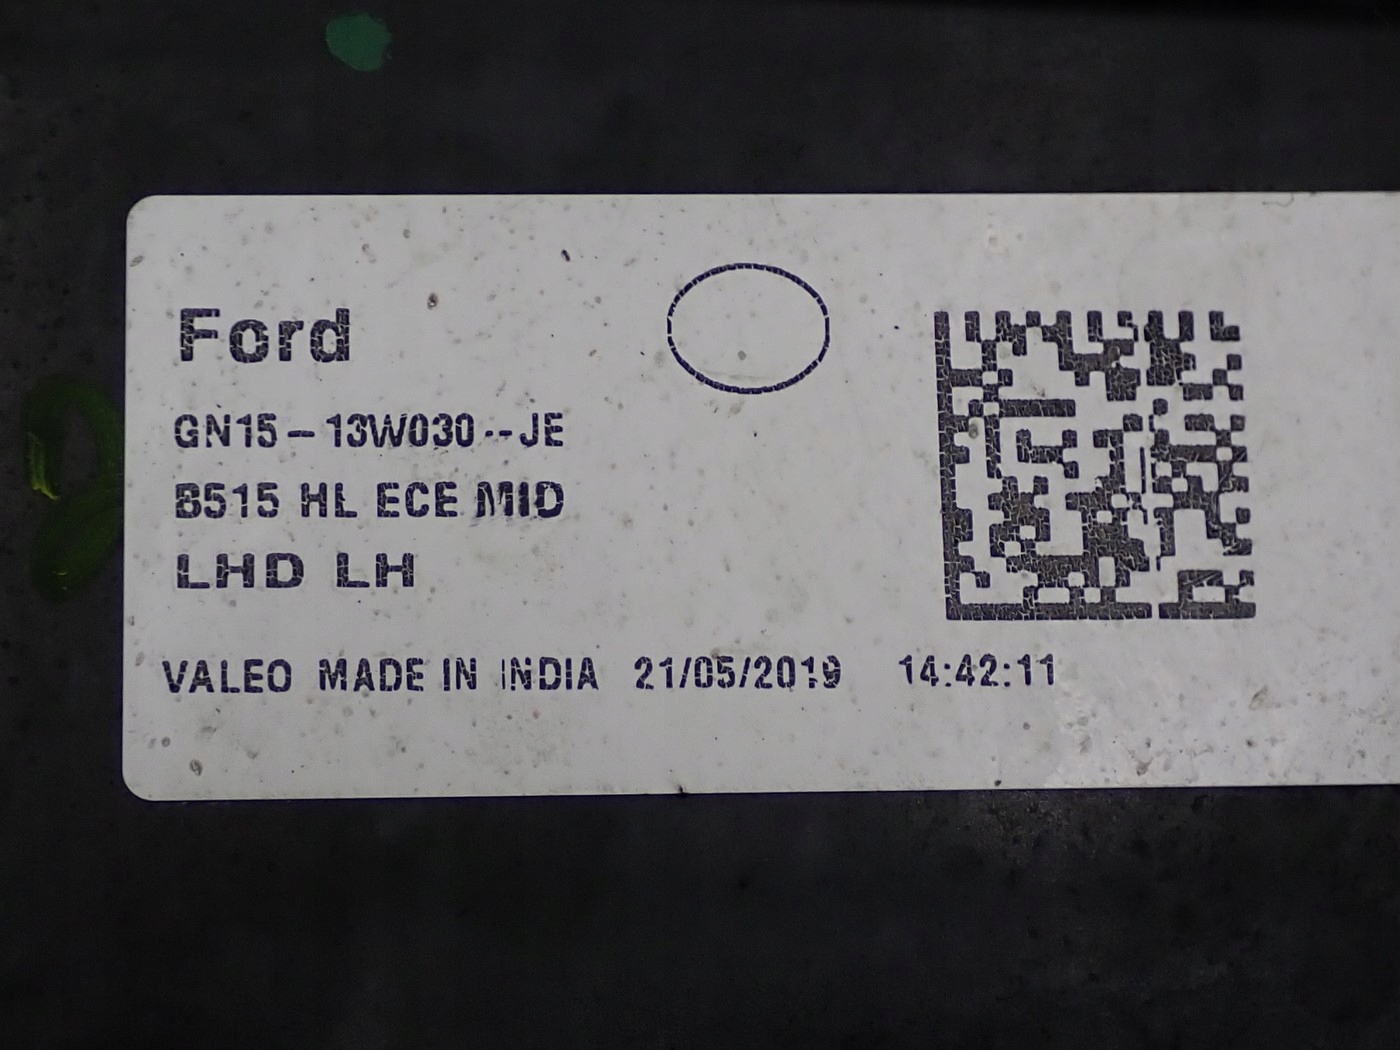 Ford
GN15-13W030--JE
B515 HL ECE MID
LHD LH
VALEO MADE IN INDIA 21/05/2019 14:42:11